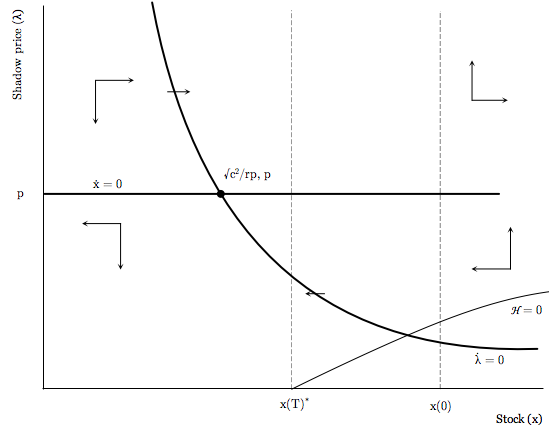 Shadow price (λ)
√c²/rp, p
ẋ = 0
p
ℋ = 0
λ̇ = 0
x(T)*
x(0)
Stock (x)